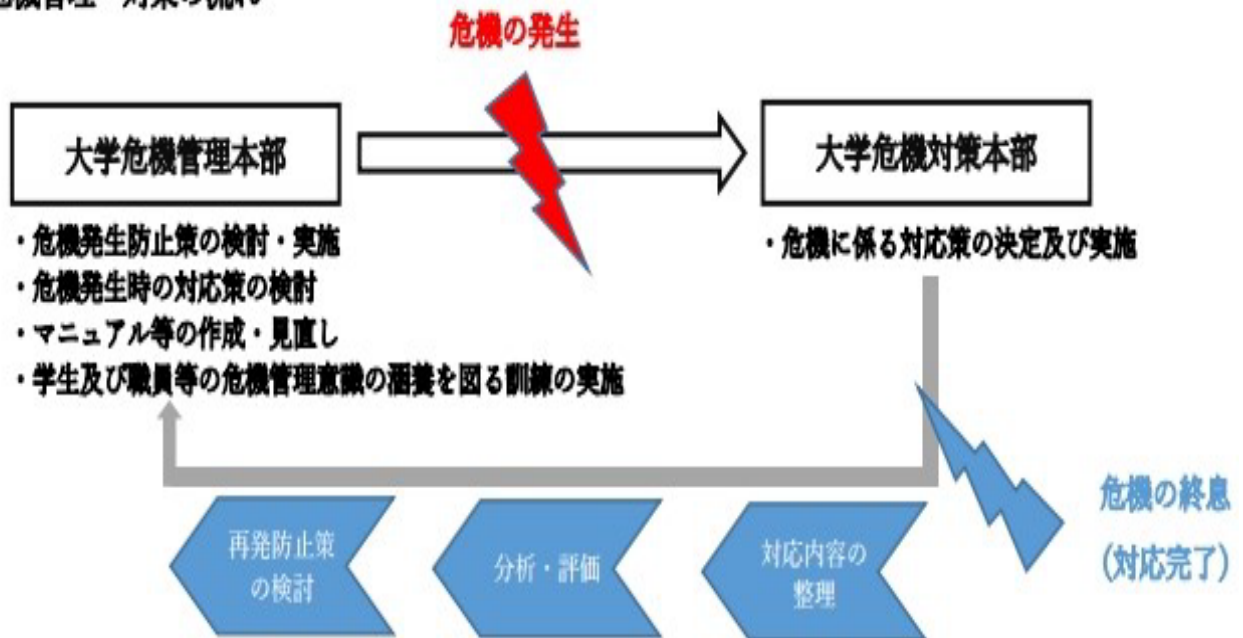 危機の発生
大学危機管理本部
大学危機対策本部
・危機発生防止策の検討・実施
・危機発生時の対応策の検討
・マニュアル等の作成・見直し
・学生及び職員等の危機管理意識の涵養を図る訓練の実施
・危機に係る対応策の決定及び実施
危機の終息
(対応完了)
再発防止策
の検討
分析・評価
対応内容の
整理